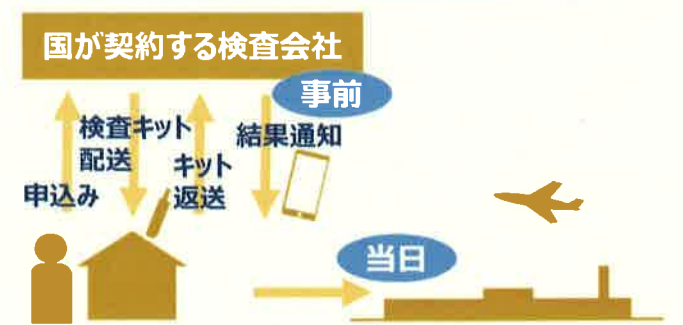 国が契約する検査会社
事前
検査キット
配送
結果通知
キット
返送
申込み
当日